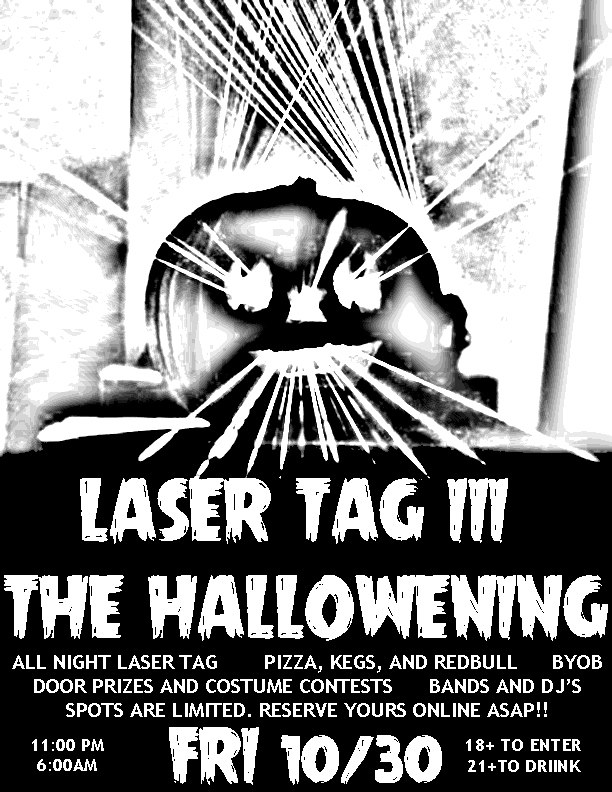 LASER TAG III
THE HALLOWENING
ALL NIGHT LASER TAG PIZZA, KEGS, AND REDBULL BYOB
DOOR PRIZES AND COSTUME CONTESTS BANDS AND DJ'S
SPOTS ARE LIMITED. RESERVE YOURS ONLINE ASAP!!
11:00 PM
6:00AM
FRI 10/30
18+ TO ENTER
21+TO DRIINK